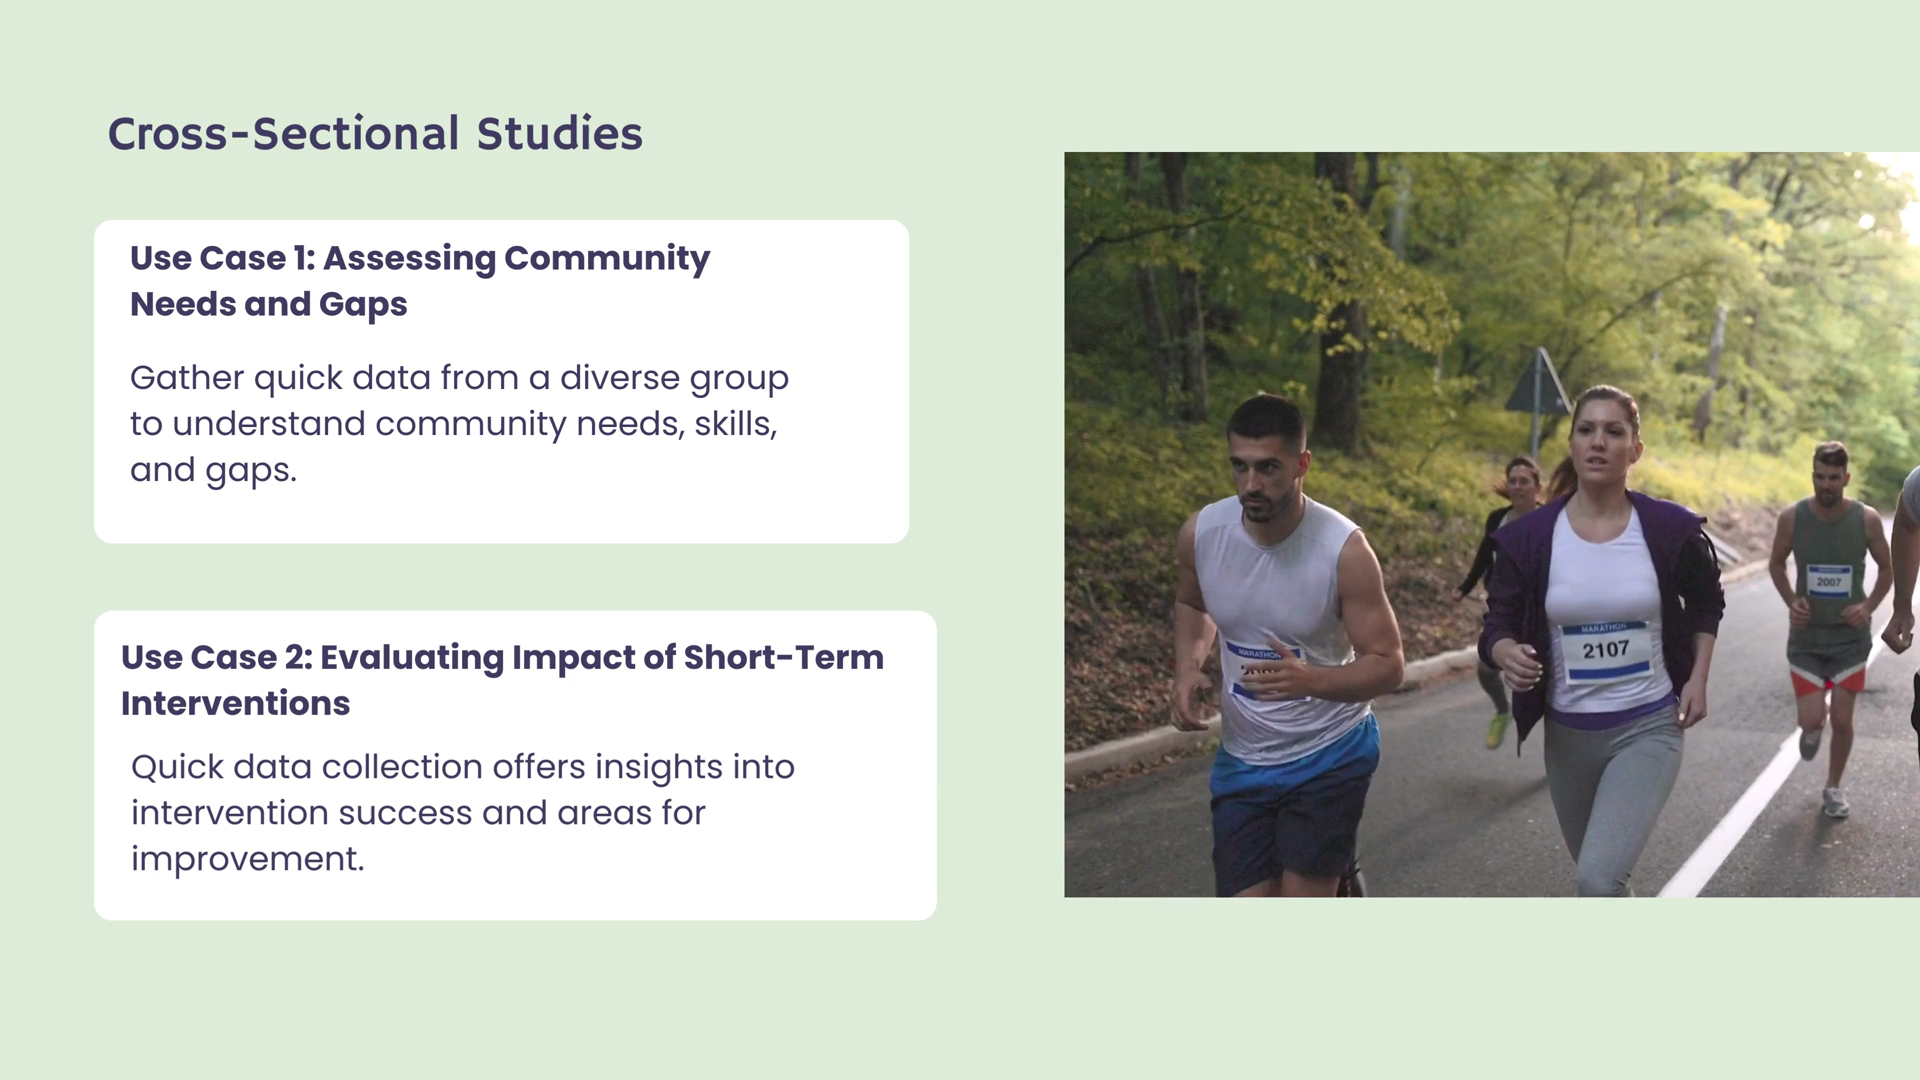 Cross-Sectional Studies
Use Case 1: Assessing Community
Needs and Gaps
Gather quick data from a diverse group
to understand community needs, skills,
and gaps.
Use Case 2: Evaluating Impact of Short-Term
Interventions
Quick data collection offers insights into
intervention success and areas for
improvement.
MARATHON
MARATHON
2107
2007